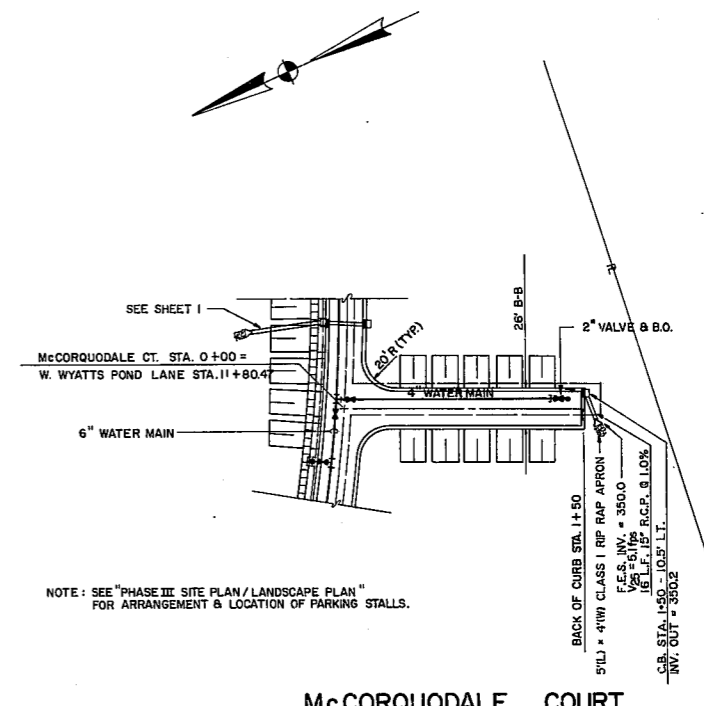 SEE SHEET 1
McCORQUODALE CT. STA. 0+00 =
W. WYATTS POND LANE STA. 11+80.47
6" WATER MAIN
20' R (TYP.)
26' B-B
PL
2" VALVE & B.O.
4" WATER MAIN
BACK OF CURB STA. 1+50
5'(L) x 4'(W) CLASS I RIP RAP APRON
F.E.S. INV. = 350.0
V25 = 5.1fps
16 L.F. 15" R.C.P. @ 1.0%
C.B. STA. 1+50 - 10.5' LT.
INV. OUT = 350.2
NOTE: SEE "PHASE III SITE PLAN / LANDSCAPE PLAN"
FOR ARRANGEMENT & LOCATION OF PARKING STALLS.
McCORQUODALE COURT